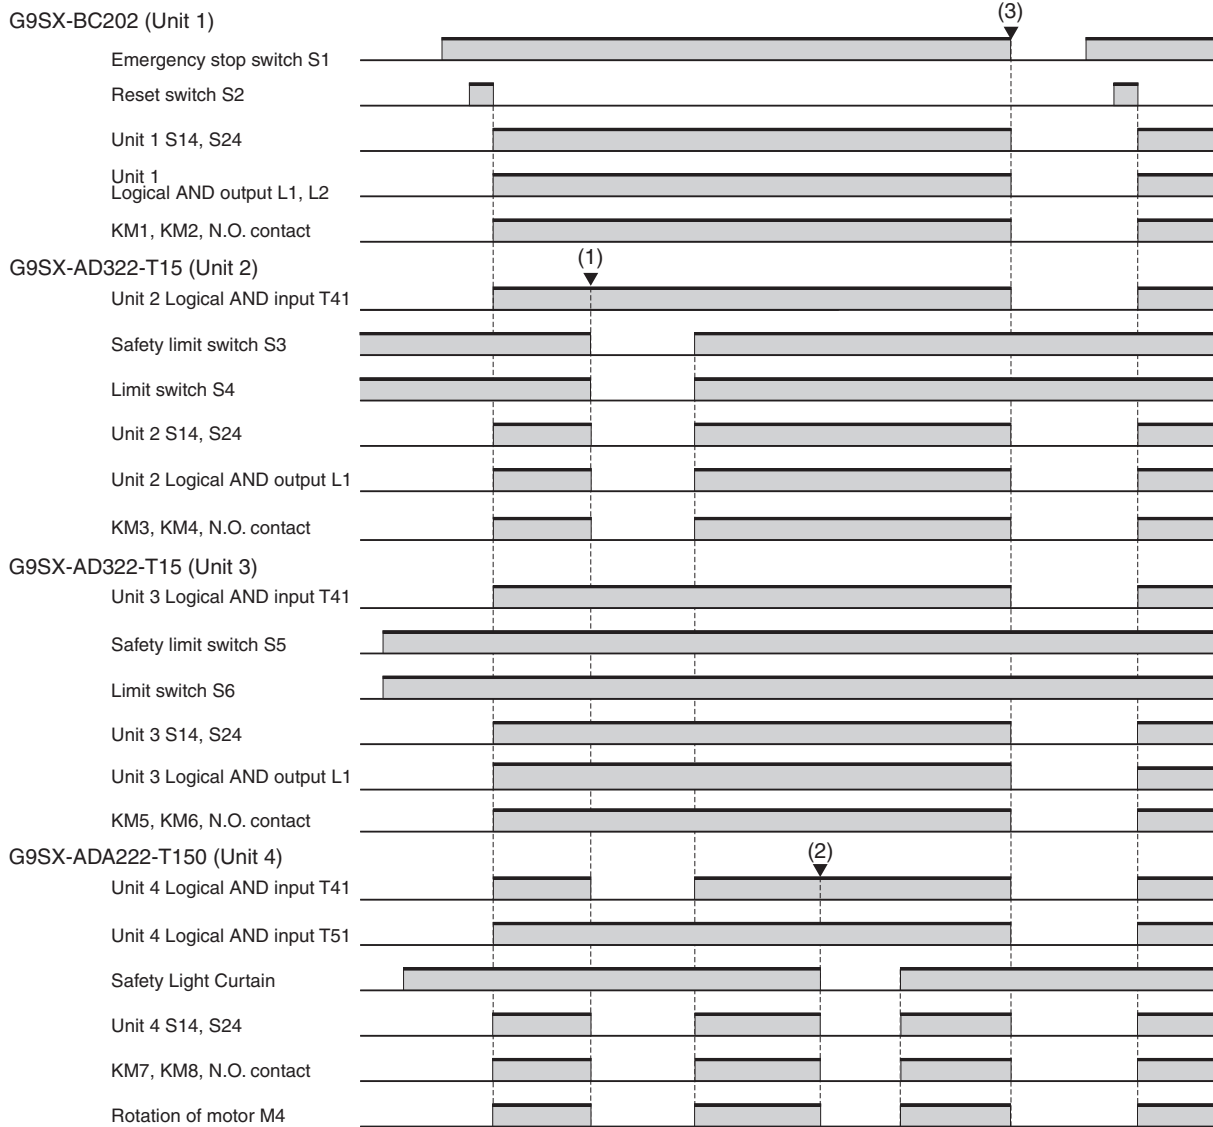 (3)
G9SX-BC202 (Unit 1)
Emergency stop switch S1
Reset switch S2
Unit 1 S14, S24
Unit 1
Logical AND output L1, L2
KM1, KM2, N.O. contact
(1)
G9SX-AD322-T15 (Unit 2)
Unit 2 Logical AND input T41
Safety limit switch S3
Limit switch S4
Unit 2 S14, S24
Unit 2 Logical AND output L1
KM3, KM4, N.O. contact
G9SX-AD322-T15 (Unit 3)
Unit 3 Logical AND input T41
Safety limit switch S5
Limit switch S6
Unit 3 S14, S24
Unit 3 Logical AND output L1
KM5, KM6, N.O. contact
G9SX-ADA222-T150 (Unit 4)
(2)
Unit 4 Logical AND input T41
Unit 4 Logical AND input T51
Safety Light Curtain
Unit 4 S14, S24
KM7, KM8, N.O. contact
Rotation of motor M4